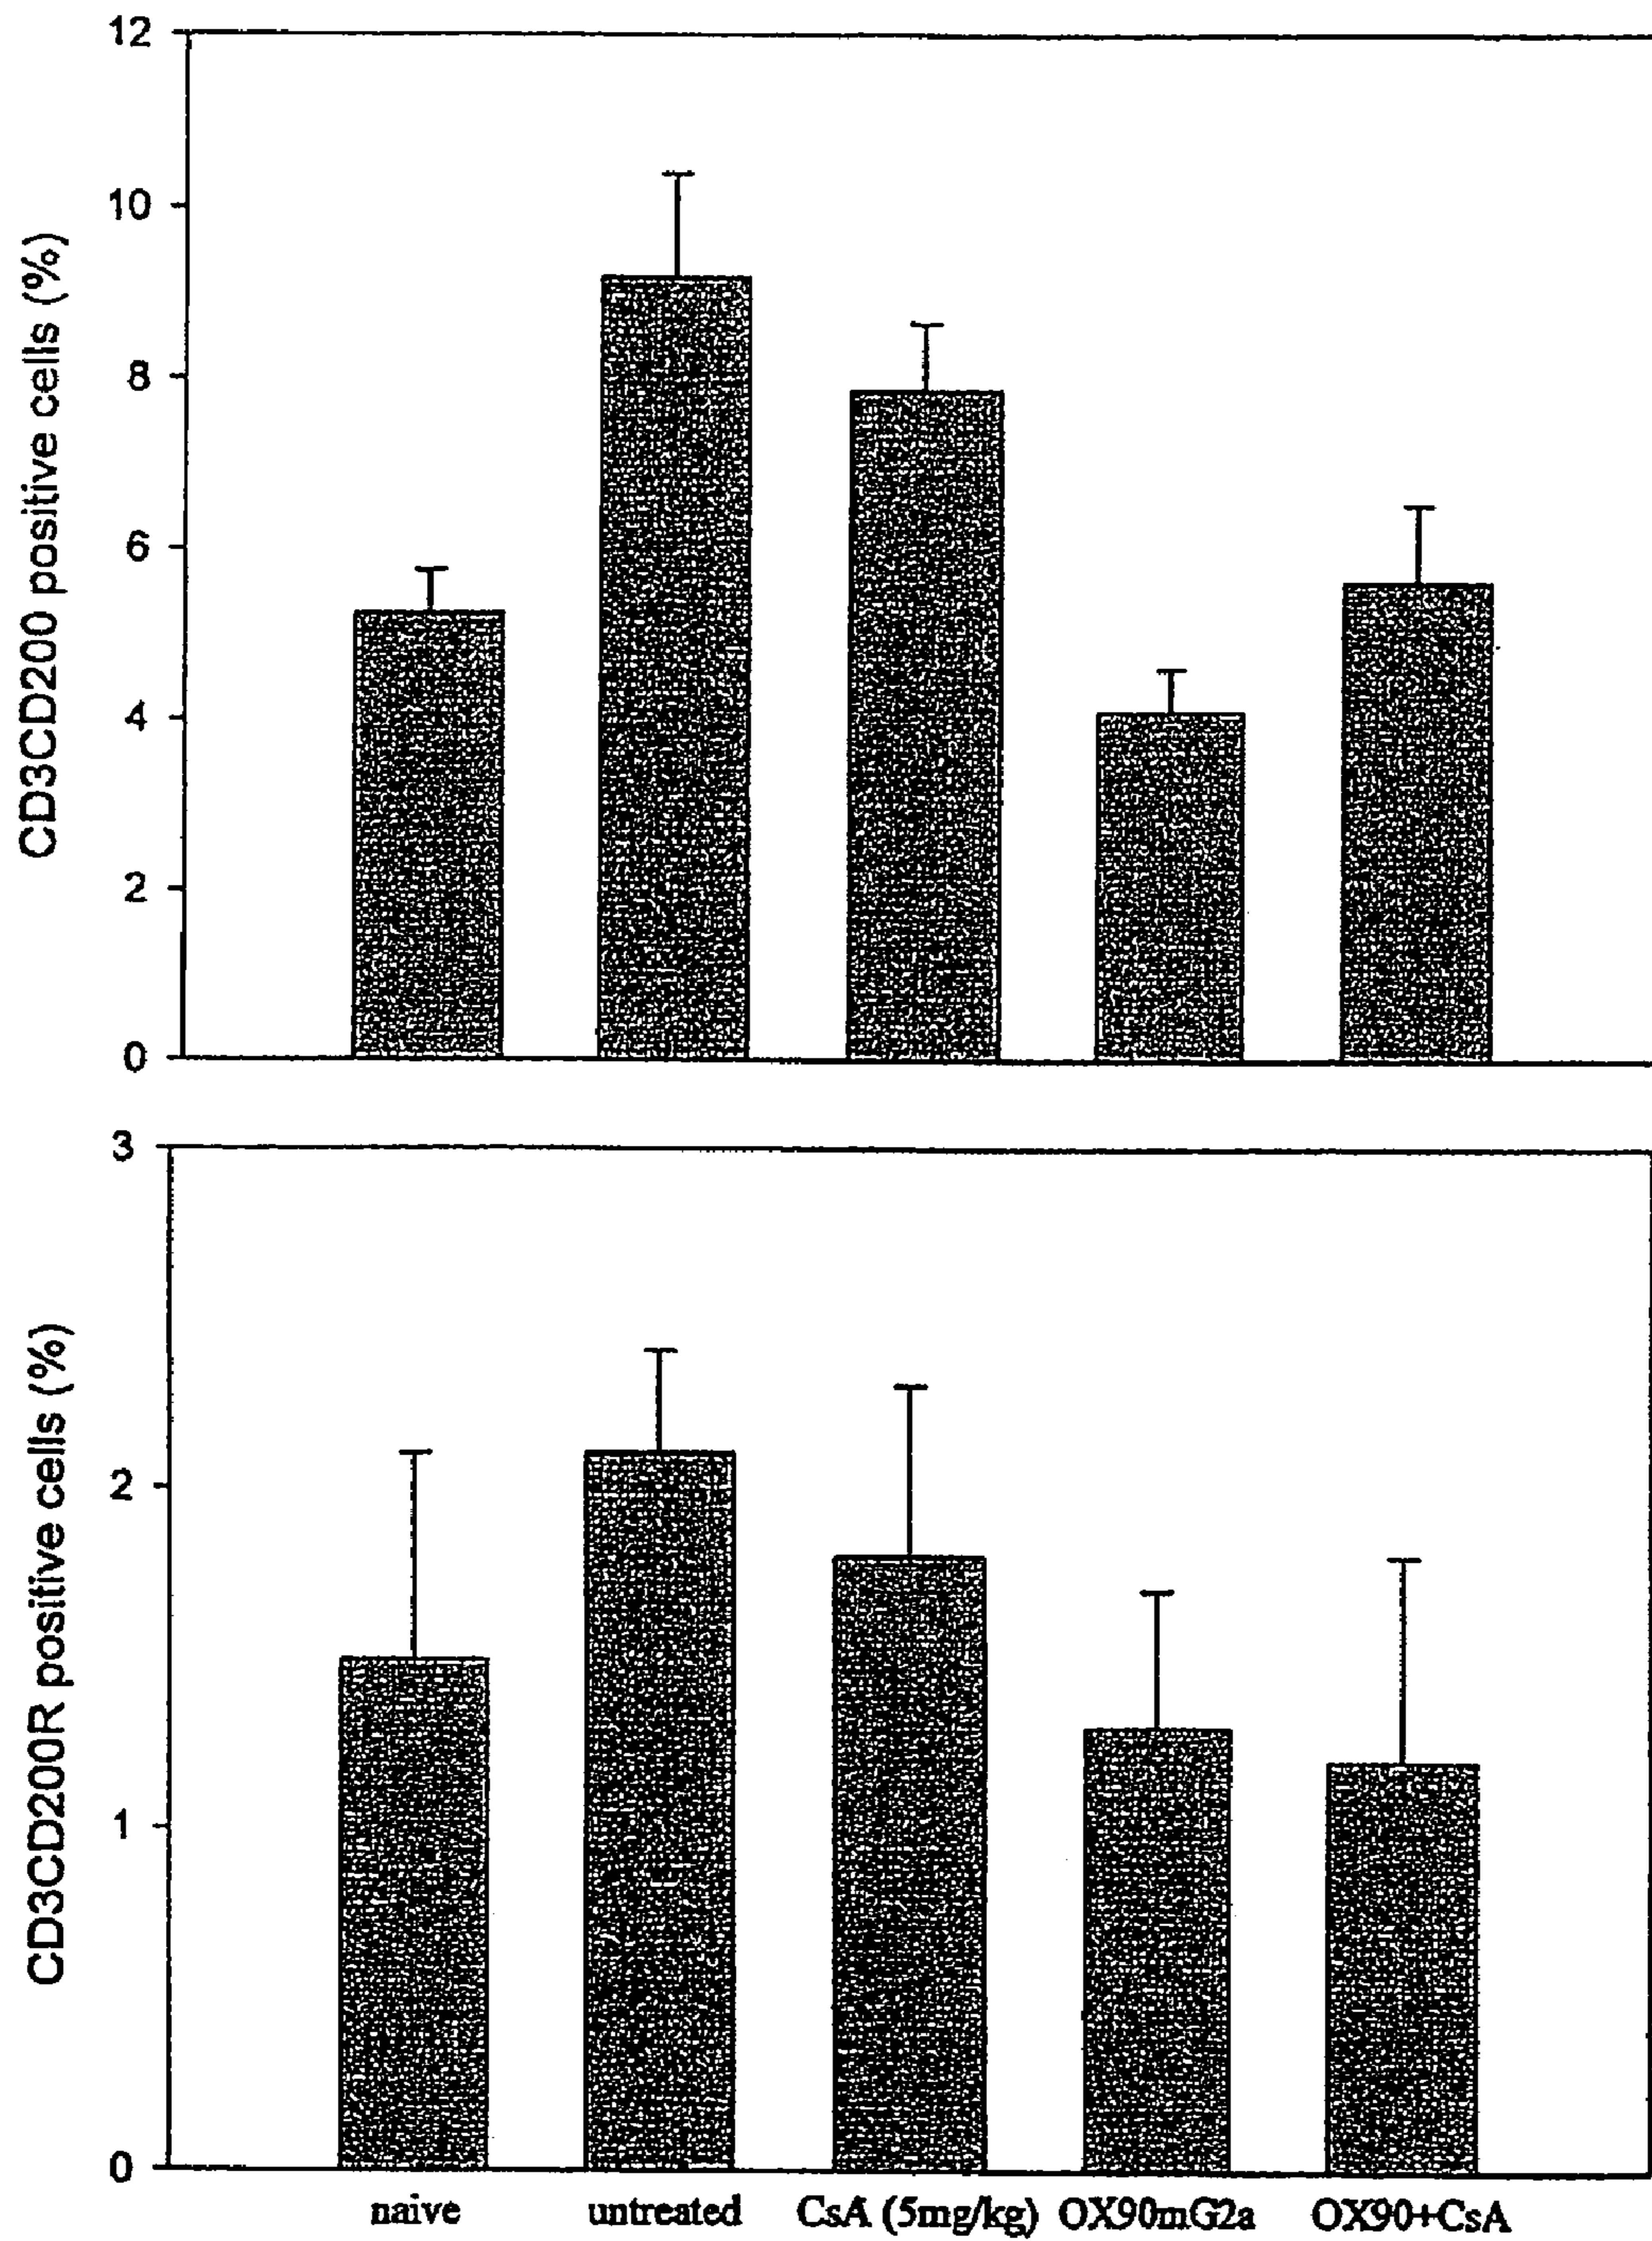 12
10
8
6
4
2
0
CD3CD200 positive cells (%)
3
2
1
0
CD3CD200R positive cells (%)
naive
untreated
CsA (5mg/kg)
OX90mG2a
OX90+CsA